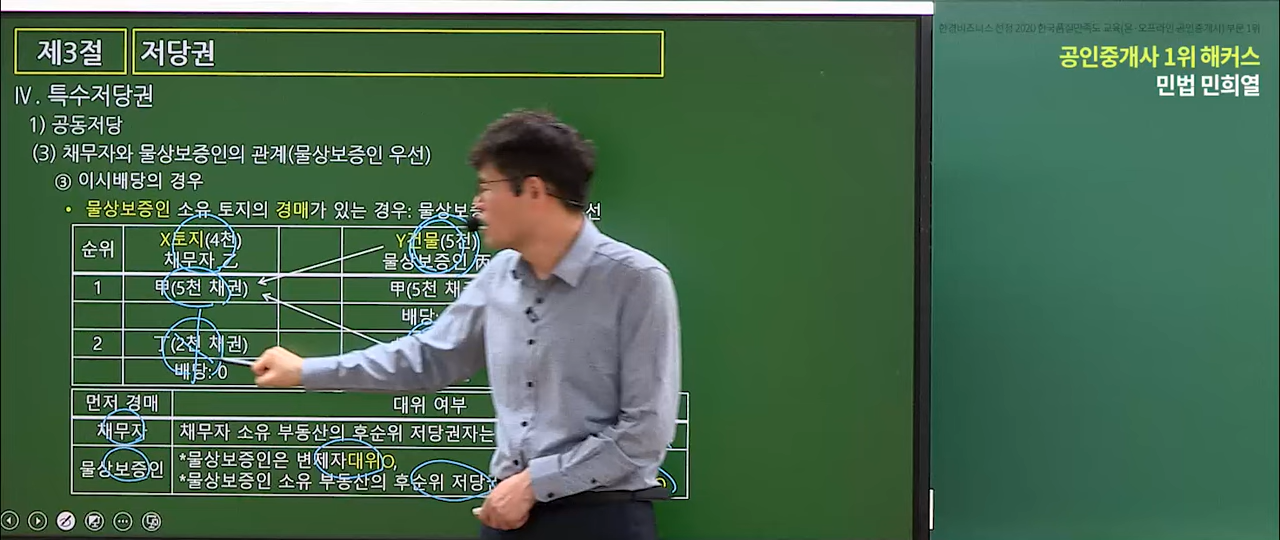 한경비즈니스 선정 2020 한국품질만족도 교육(온·오프라인 공인중개사)부문 1위
공인중개사 1위 해커스
민법 민희열
제3절 저당권
Ⅳ. 특수저당권
1) 공동저당
(3) 채무자와 물상보증인의 관계(물상보증인 우선)
③ 이시배당의 경우
• 물상보증인 소유 토지의 경매가 있는 경우: 물상보 선
순위 X토지(4천) Y건물(5천)
채무자 乙 물상보증인 丙
1 甲(5천 채권) 甲(5천
배당:
2 丁(2천 채권)
배당: 0
먼저 경매 대위 여부
채무자 채무자 소유 부동산의 후순위 저당권자는
물상보증인 *물상보증인은 변제자대위O,
*물상보증인 소유 부동산의 후순위 저당